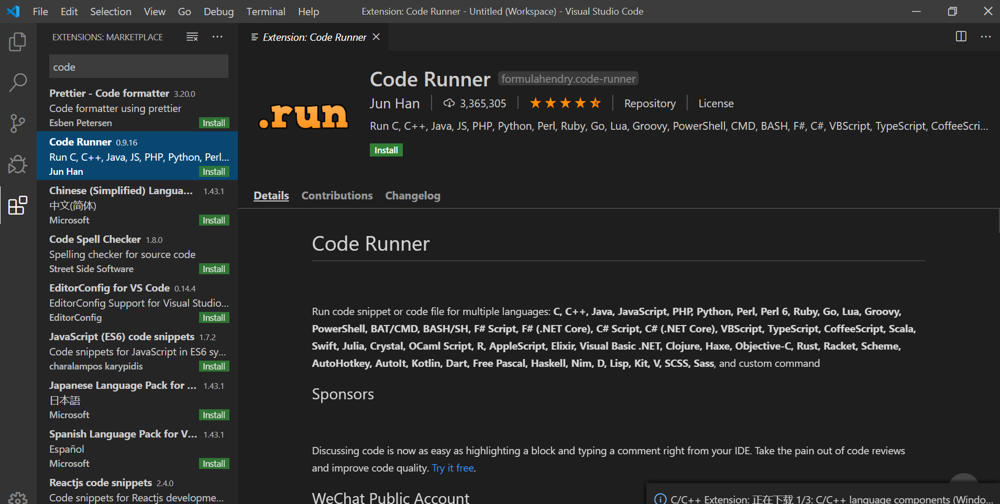 File Edit Selection View Go Debug Terminal Help Extension: Code Runner - Untitled (Workspace) - Visual Studio Code
EXTENSIONS: MARKETPLACE
code
Prettier - Code formatter 3.20.0
Code formatter using prettier
Esben Petersen Install
Code Runner 0.9.16
Run C, C++, Java, JS, PHP, Python, Perl...
Jun Han Install
Chinese (Simplified) Langua... 1.43.1
中文(简体)
Microsoft Install
Code Spell Checker 1.8.0
Spelling checker for source code
Street Side Software Install
EditorConfig for VS Code 0.14.4
EditorConfig Support for Visual Studio...
EditorConfig Install
JavaScript (ES6) code snippets 1.7.2
Code snippets for JavaScript in ES6 sy...
charalampos karypidis Install
Japanese Language Pack for ... 1.43.1
日本語
Microsoft Install
Spanish Language Pack for V... 1.43.1
Español
Microsoft Install
Reactjs code snippets 2.4.0
Code snippets for Reactjs developme...
Extension: Code Runner
.run
Code Runner formulahendry.code-runner
Jun Han 3,365,305 Repository License
Run C, C++, Java, JS, PHP, Python, Perl, Ruby, Go, Lua, Groovy, PowerShell, CMD, BASH, F#, C#, VBScript, TypeScript, CoffeeScri...
Install
Details Contributions Changelog
Code Runner
Run code snippet or code file for multiple languages: C, C++, Java, JavaScript, PHP, Python, Perl, Perl 6, Ruby, Go, Lua, Groovy,
PowerShell, BAT/CMD, BASH/SH, F# Script, F# (.NET Core), C# Script, C# (.NET Core), VBScript, TypeScript, CoffeeScript, Scala,
Swift, Julia, Crystal, OCaml Script, R, AppleScript, Elixir, Visual Basic .NET, Clojure, Haxe, Objective-C, Rust, Racket, Scheme,
AutoHotkey, AutoIt, Kotlin, Dart, Free Pascal, Haskell, Nim, D, Lisp, Kit, V, SCSS, Sass, and custom command
Sponsors
Discussing code is now as easy as highlighting a block and typing a comment right from your IDE. Take the pain out of code reviews
and improve code quality. Try it free.
WeChat Public Account
C/C++ Extension: 正在下载 1/3: C/C++ language components (Windo...